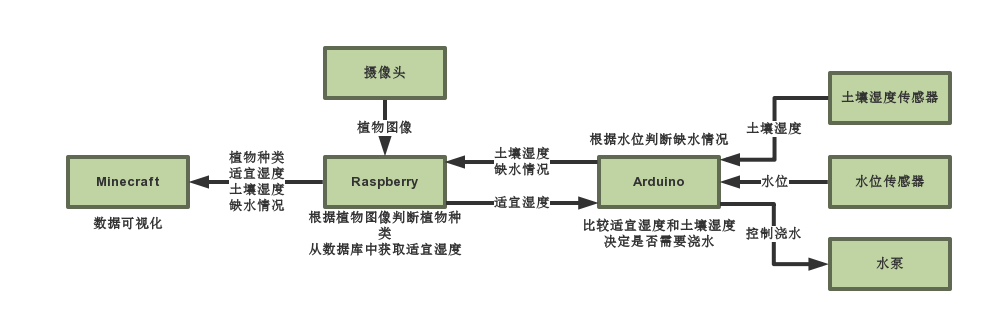 摄像头
植物图像
土壤湿度传感器
土壤湿度
根据水位判断缺水情况
植物种类
适宜湿度
土壤湿度
缺水情况
土壤湿度
缺水情况
Minecraft
Raspberry
Arduino
水位
水位传感器
适宜湿度
数据可视化
根据植物图像判断植物种
类
从数据库中获取适宜湿度
比较适宜湿度和土壤湿度
决定是否需要浇水
控制浇水
水泵